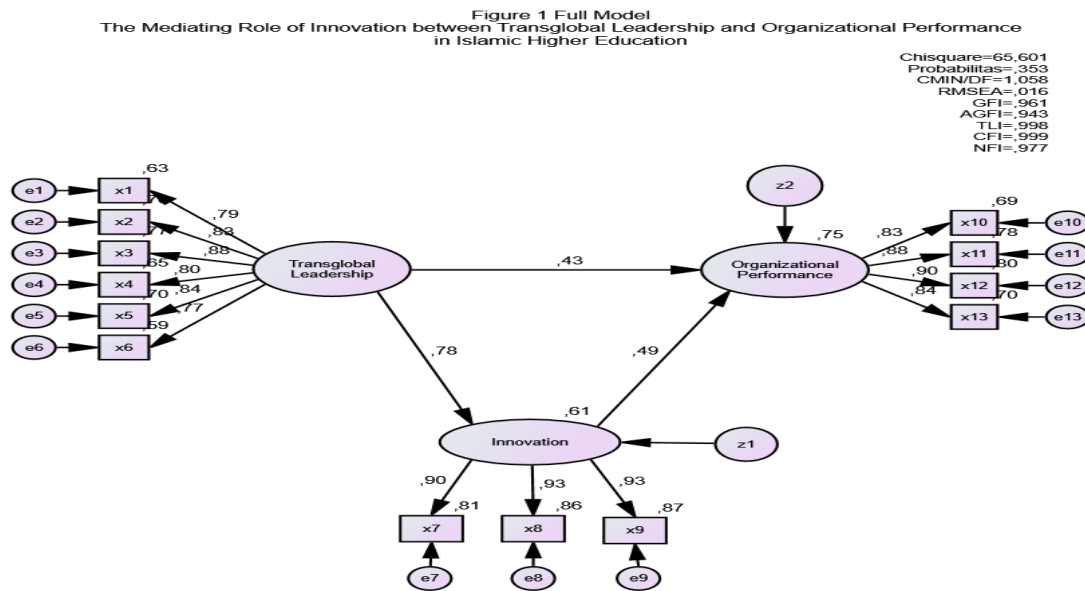 Figure 1 Full Model
The Mediating Role of Innovation between Transglobal Leadership and Organizational Performance
in Islamic Higher Education
Chisquare=65,601
Probabilitas=,353
CMIN/DF=1,058
RMSEA=,016
GFI=,961
AGFI=,943
TLI=,998
CFI=,999
NFI=,977
,63
e1
x1
,79
e2
x2
,83
,77
e3
x3
,88
,65
e4
x4
,80
,70
e5
x5
,84
,59
e6
x6
,77
Transglobal
Leadership
,43
,78
z2
,75
Organizational
Performance
,49
,69
,83
x10
e10
,78
,88
x11
e11
,80
,90
x12
e12
,70
,84
x13
e13
,61
Innovation
z1
,90
,93
,93
,81
,86
,87
x7
x8
x9
e7
e8
e9